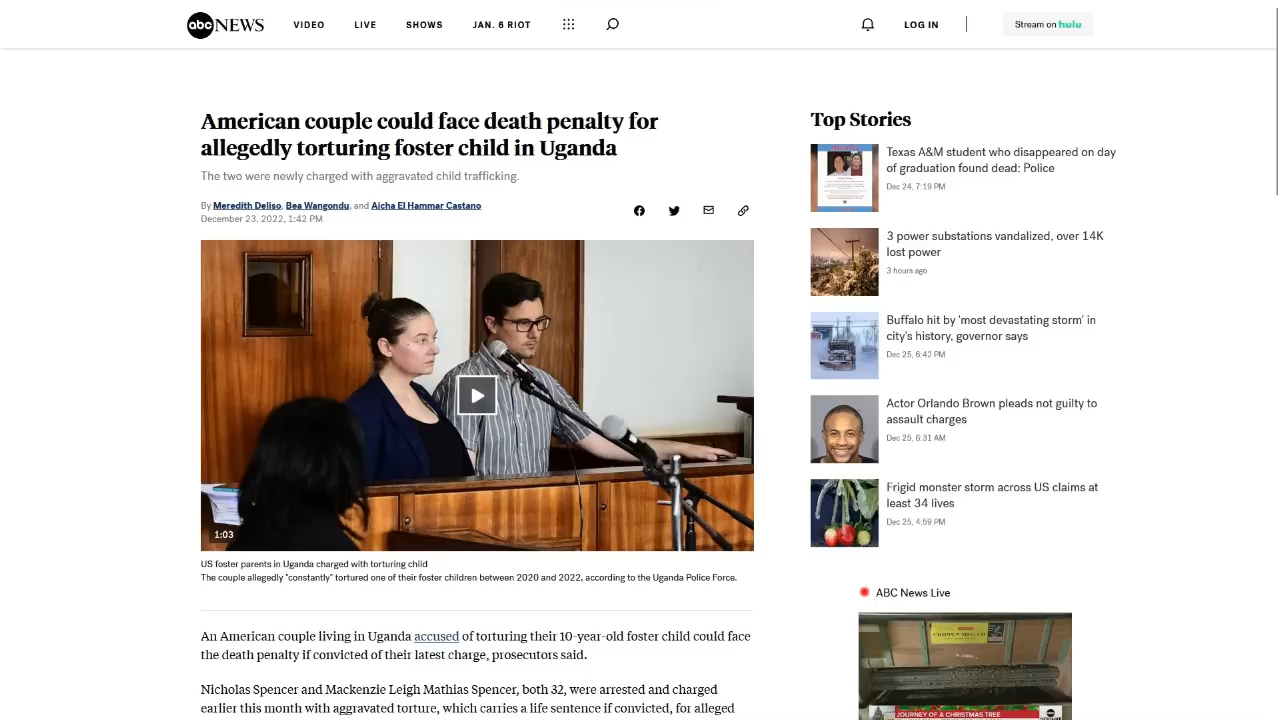 abc NEWS
VIDEO LIVE SHOWS JAN. 6 RIOT
LOG IN
Stream on hulu
American couple could face death penalty for
allegedly torturing foster child in Uganda
The two were newly charged with aggravated child trafficking.
By Meredith Deliso, Bea Wangondu, and Aicha El Hammar Castano
December 23, 2022, 1:42 PM
1:03
US foster parents in Uganda charged with torturing child
The couple allegedly "constantly" tortured one of their foster children between 2020 and 2022, according to the Uganda Police Force.
An American couple living in Uganda accused of torturing their 10-year-old foster child could face
the death penalty if convicted of their latest charge, prosecutors said.
Nicholas Spencer and Mackenzie Leigh Mathias Spencer, both 32, were arrested and charged
earlier this month with aggravated torture, which carries a life sentence if convicted, for alleged
Top Stories
Texas A&M student who disappeared on day
of graduation found dead: Police
Dec 24, 7:19 PM
3 power substations vandalized, over 14K
lost power
3 hours ago
Buffalo hit by 'most devastating storm' in
city's history, governor says
Dec 25, 6:42 PM
Actor Orlando Brown pleads not guilty to
assault charges
Dec 25, 6:31 AM
Frigid monster storm across US claims at
least 34 lives
Dec 25, 4:59 PM
ABC News Live
CRIPPEN MFG. CO
JOURNEY OF A CHRISTMAS TREE